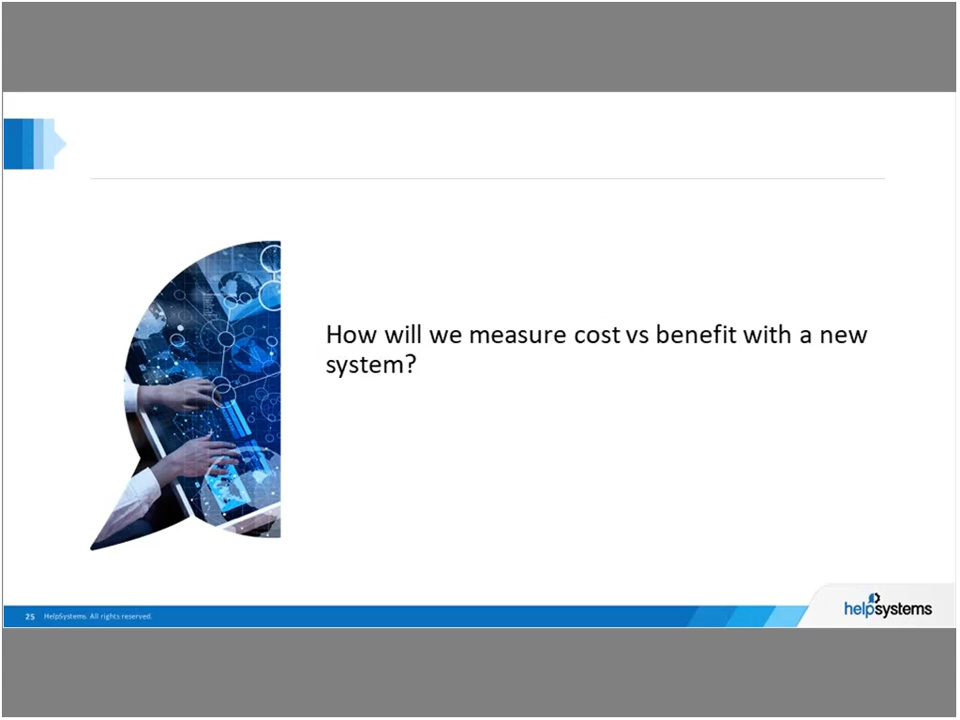 How will we measure cost vs benefit with a new
system?
25 HelpSystems. All rights reserved.
helpsystems